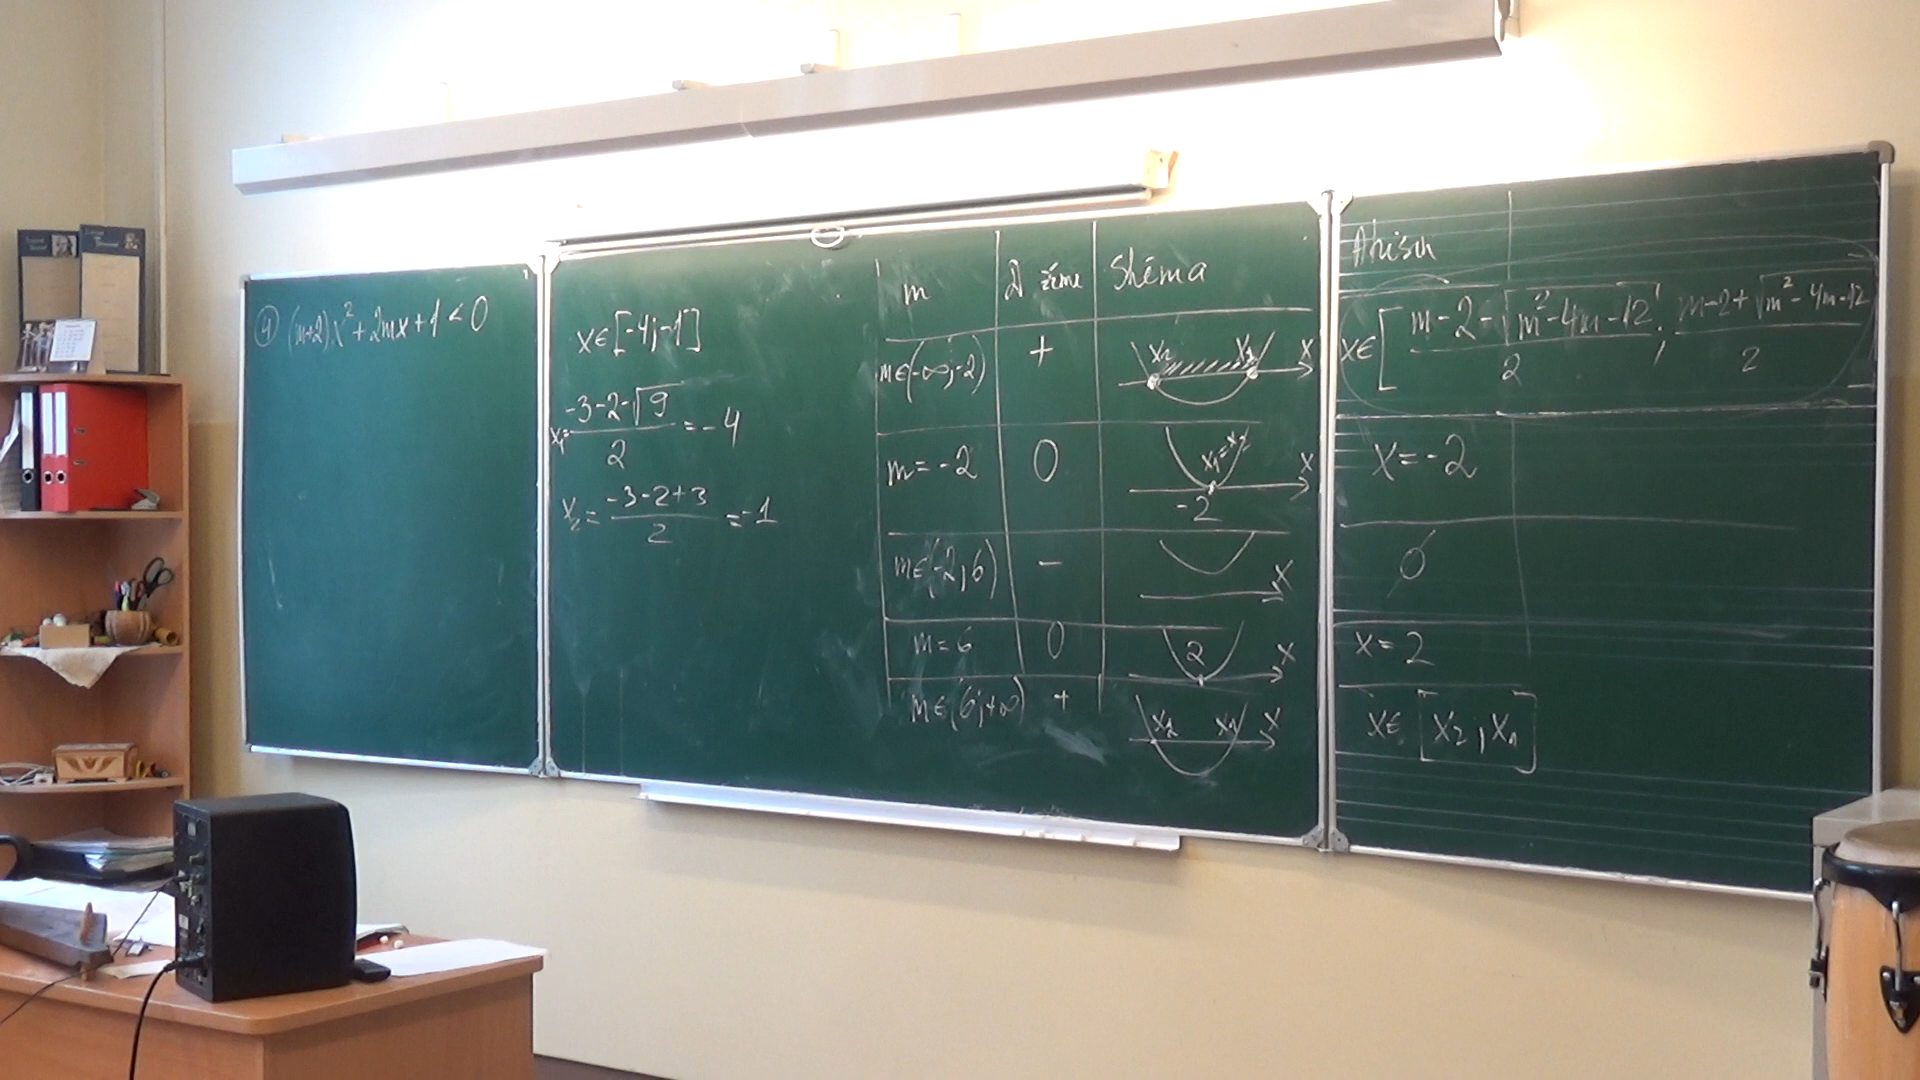 ④ (m+2)x² + 2mx + 1 < 0
x ∈ [-4; -1]
x₁ = (-3-2-√9)/2 = -4
x₂ = (-3-2+3)/2 = -1
m D zīme Shēma
m ∈ (-∞; -2) + x₂ x₁ x x ∈ [(m-2-√(m²-4m-12))/2; (m-2+√(m²-4m-12))/2
m = -2 0 x₁=x₂ -2 x x = -2
m ∈ (-2; 6) - x ∅
m = 6 0 2 x x = 2
m ∈ (6; +∞) + x₂ x₁ x x ∈ [x₂, x₁]